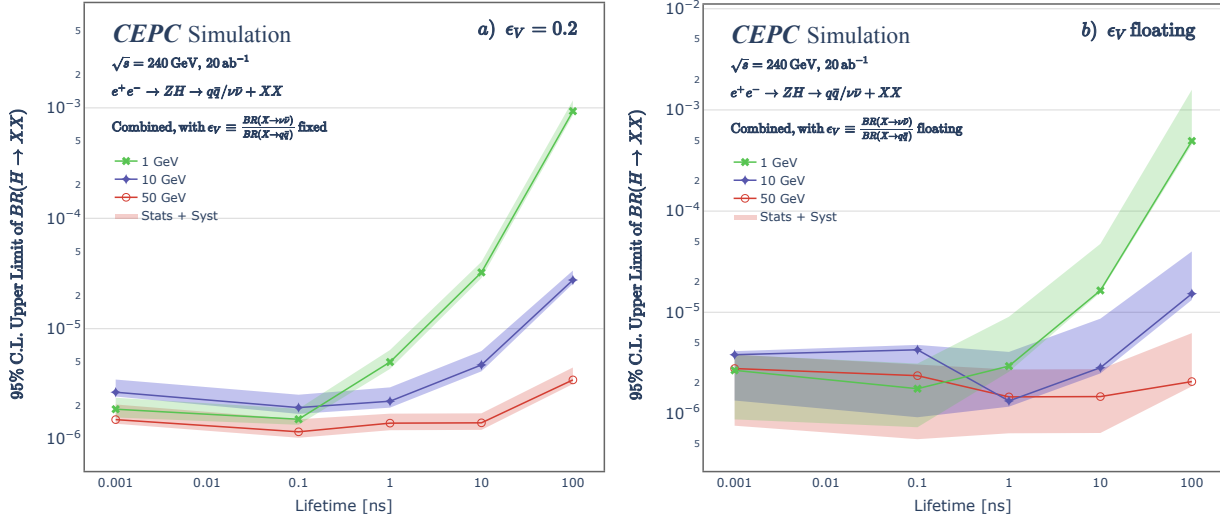 CEPC Simulation
a) ϵ_V = 0.2
√s = 240 GeV, 20 ab⁻¹
e⁺e⁻ → ZH → qq̄/νν̄ + XX
Combined, with ϵ_V ≡ BR(X→νν̄)/BR(X→qq̄) fixed
1 GeV
10 GeV
50 GeV
Stats + Syst
95% C.L. Upper Limit of BR(H → XX)
5
2
10⁻³
5
2
10⁻⁴
5
2
10⁻⁵
5
2
10⁻⁶
0.001 0.01 0.1 1 10 100
Lifetime [ns]
CEPC Simulation
b) ϵ_V floating
√s = 240 GeV, 20 ab⁻¹
e⁺e⁻ → ZH → qq̄/νν̄ + XX
Combined, with ϵ_V ≡ BR(X→νν̄)/BR(X→qq̄) floating
1 GeV
10 GeV
50 GeV
Stats + Syst
95% C.L. Upper Limit of BR(H → XX)
10⁻²
5
2
10⁻³
5
2
10⁻⁴
5
2
10⁻⁵
5
2
10⁻⁶
5
0.001 0.01 0.1 1 10 100
Lifetime [ns]